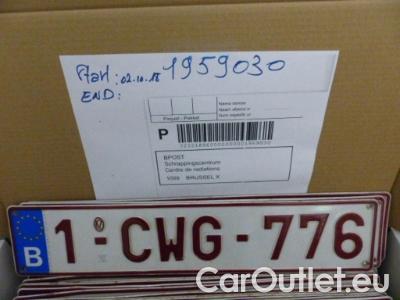 Start: 02.10.18 1959030
END:
P
BPOST
Schrappingscentrum
Centre de radiations
BRUSSEL X
B 1-CWG-776
CarOutlet.eu